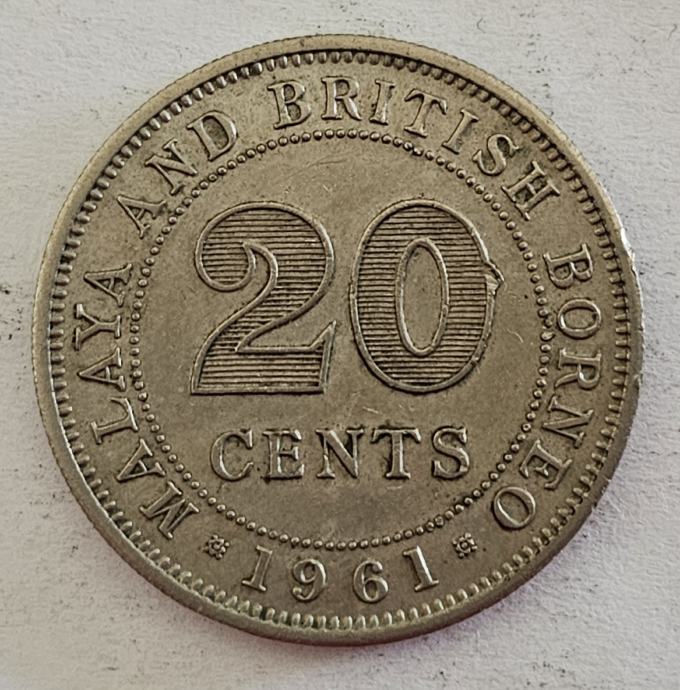 MALAYA AND BRITISH BORNEO
20
CENTS
1961